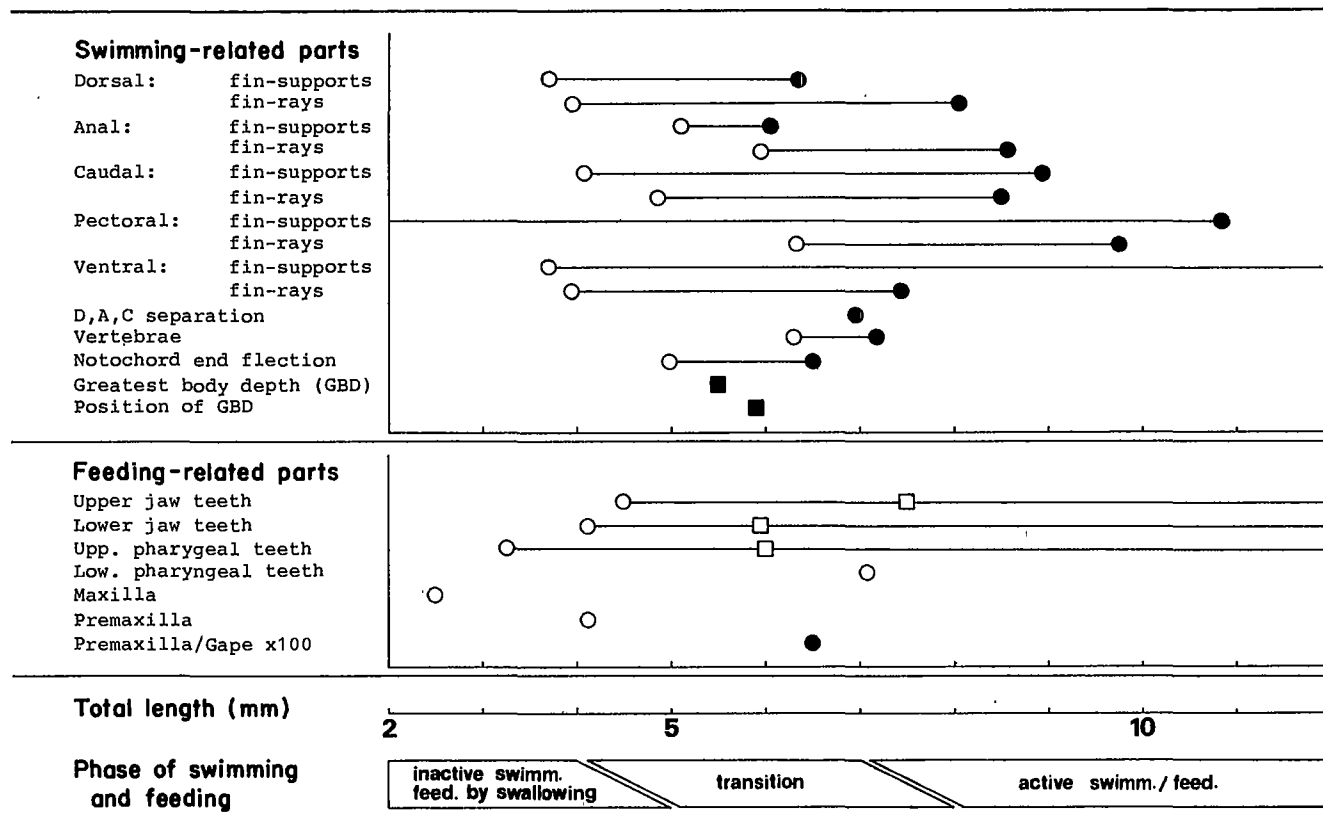 Swimming-related parts
Dorsal: fin-supports
fin-rays
Anal: fin-supports
fin-rays
Caudal: fin-supports
fin-rays
Pectoral: fin-supports
fin-rays
Ventral: fin-supports
fin-rays
D,A,C separation
Vertebrae
Notochord end flection
Greatest body depth (GBD)
Position of GBD
Feeding-related parts
Upper jaw teeth
Lower jaw teeth
Upp. pharygeal teeth
Low. pharyngeal teeth
Maxilla
Premaxilla
Premaxilla/Gape x100
Total length (mm)
2 5 10
Phase of swimming
and feeding
inactive swimm.
feed. by swallowing
transition
active swimm./ feed.